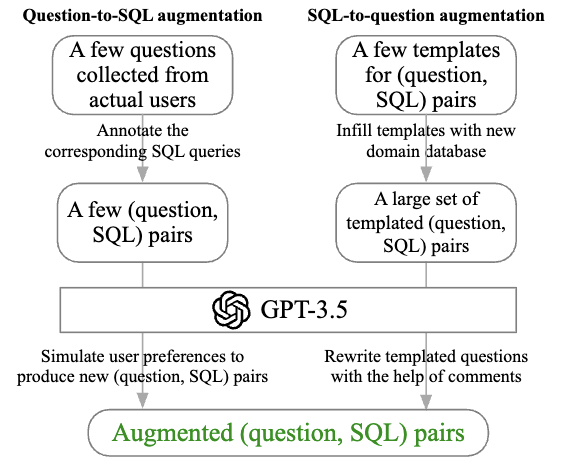 Question-to-SQL augmentation
SQL-to-question augmentation
A few questions
collected from
actual users
A few templates
for (question,
SQL) pairs
Annotate the
corresponding SQL queries
Infill templates with new
domain database
A few (question,
SQL) pairs
A large set of
templated (question,
SQL) pairs
GPT-3.5
Simulate user preferences to
produce new (question, SQL) pairs
Rewrite templated questions
with the help of comments
Augmented (question, SQL) pairs